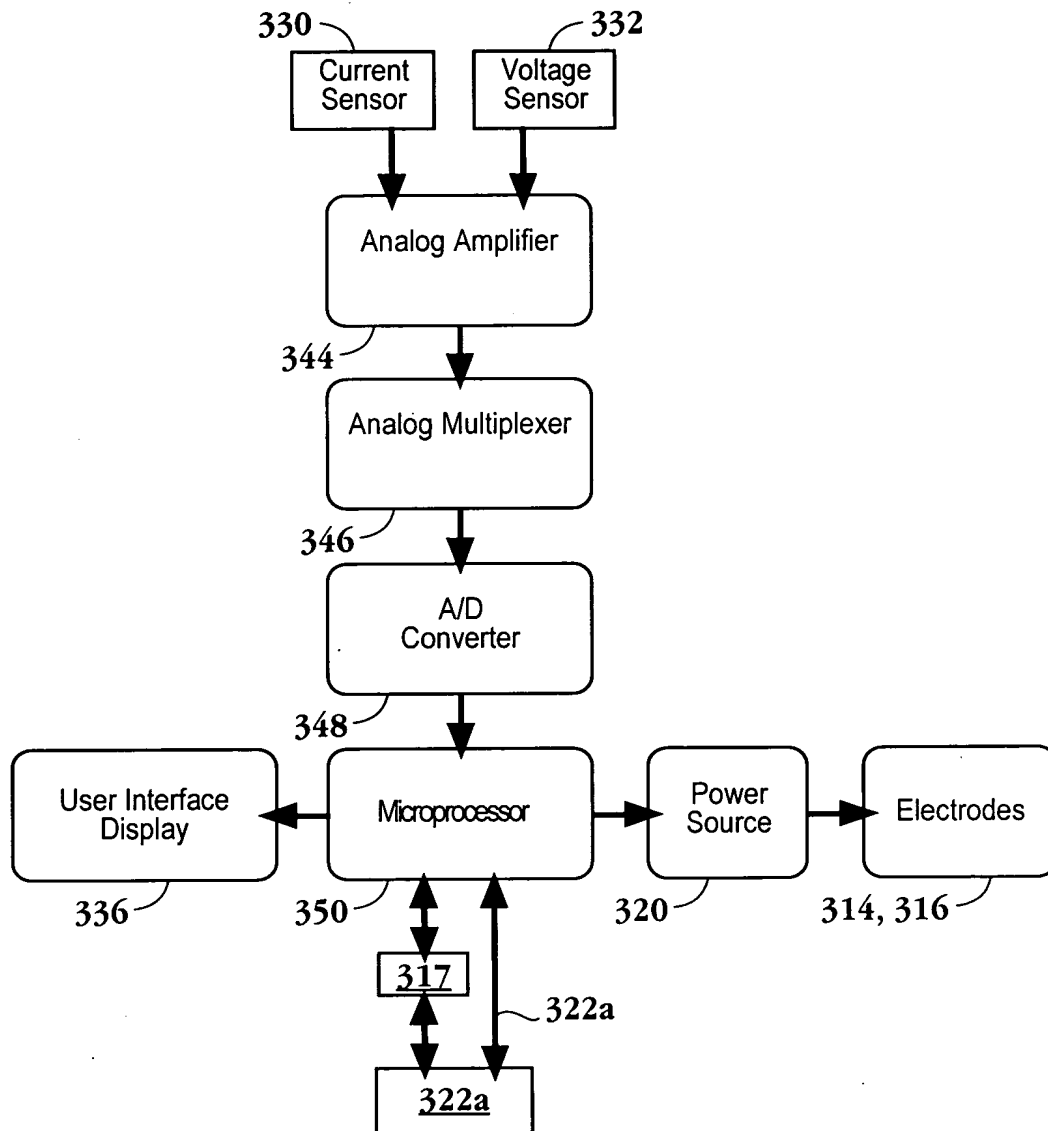 330
332
Current
Sensor
Voltage
Sensor
Analog Amplifier
344
Analog Multiplexer
346
A/D
Converter
348
User Interface
Display
Microprocessor
Power
Source
Electrodes
336
350
320
314, 316
317
322a
322a